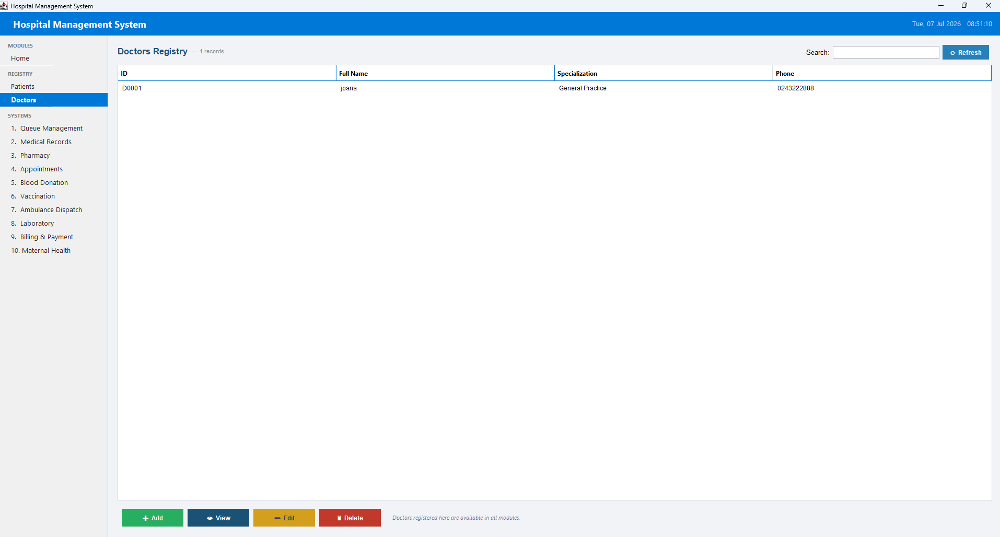 Hospital Management System
Hospital Management System
Tue, 07 Jul 2026 08:51:10
MODULES
Home
REGISTRY
Patients
Doctors
SYSTEMS
1. Queue Management
2. Medical Records
3. Pharmacy
4. Appointments
5. Blood Donation
6. Vaccination
7. Ambulance Dispatch
8. Laboratory
9. Billing & Payment
10. Maternal Health
Doctors Registry — 1 records
Search: Refresh
ID Full Name Specialization Phone
D0001 joana General Practice 0243222888
Add View Edit Delete Doctors registered here are available in all modules.